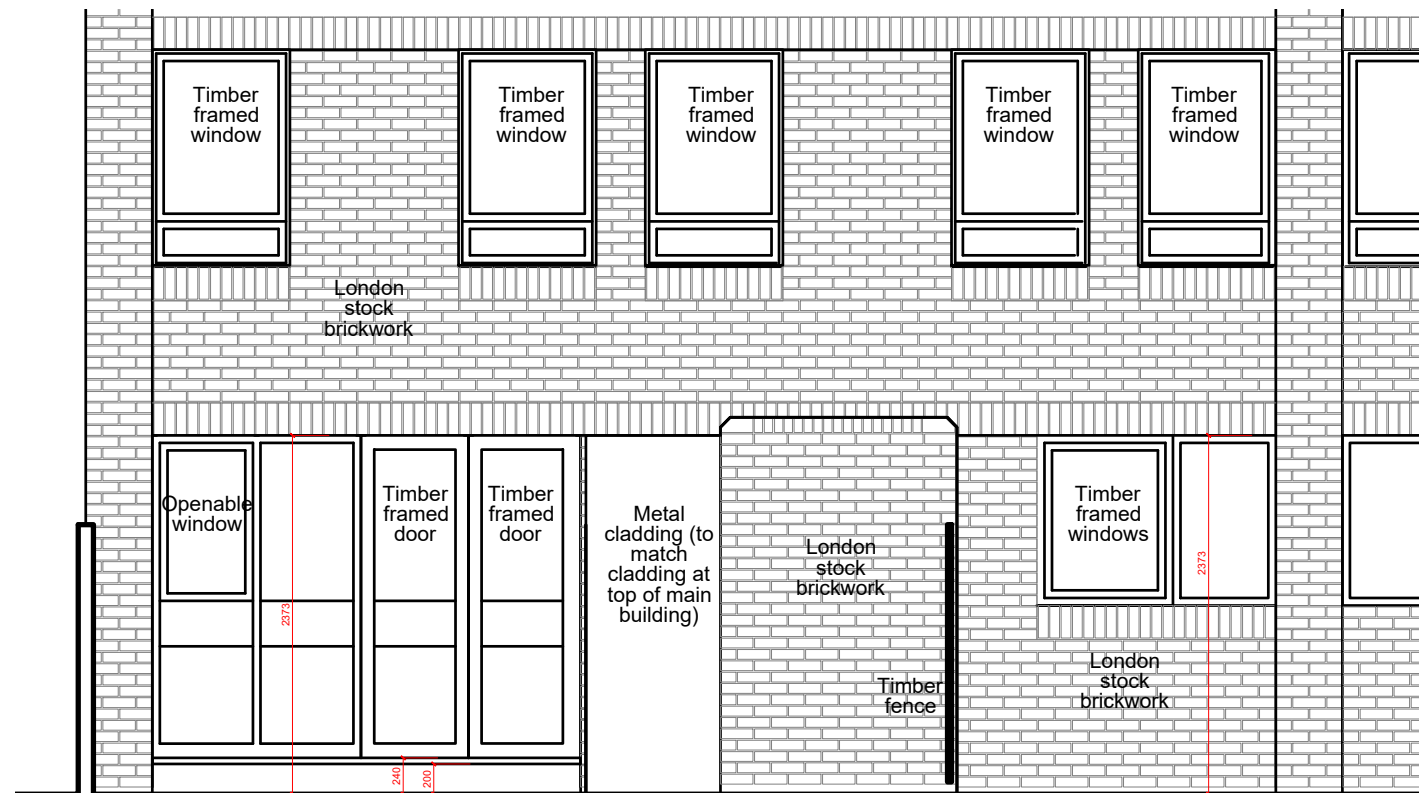 Timber
framed
window
Timber
framed
window
Timber
framed
window
Timber
framed
window
Timber
framed
window
London
stock
brickwork
Openable
window
Timber
framed
door
Timber
framed
door
Metal
cladding (to
match
cladding at
top of main
building)
London
stock
brickwork
Timber
framed
windows
2373
2373
London
stock
brickwork
Timber
fence
240
200